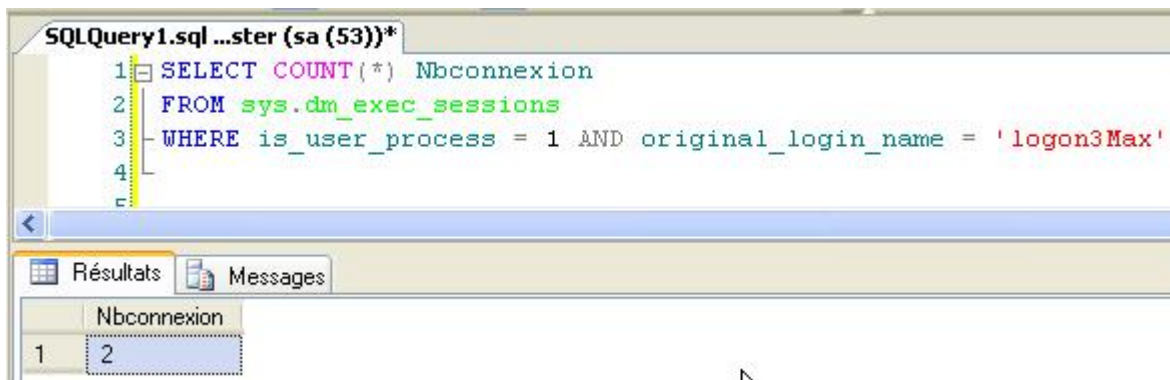 SQLQuery1.sql ...ster (sa (53))*
1 SELECT COUNT(*) Nbconnexion
2 FROM sys.dm_exec_sessions
3 WHERE is_user_process = 1 AND original_login_name = 'logon3Max'
4
5
Résultats Messages
Nbconnexion
1 2